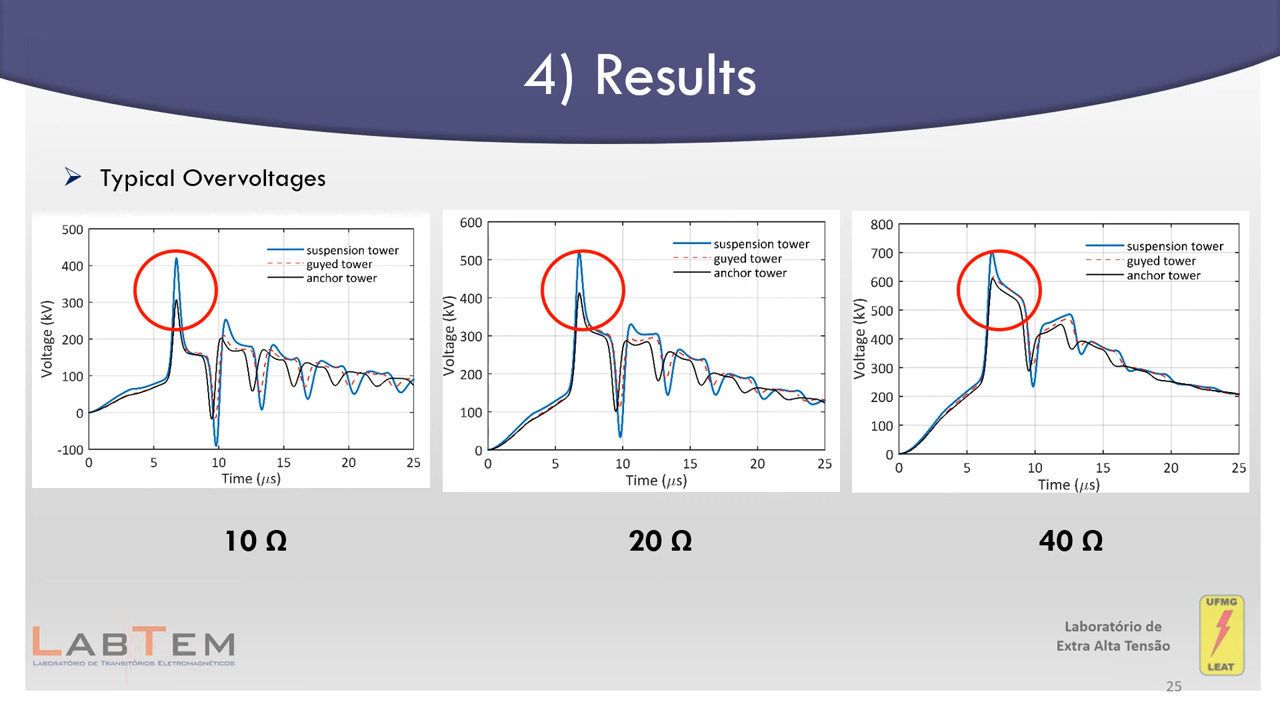 4) Results
Typical Overvoltages
500
400
300
200
100
0
-100
0
5
10
15
20
25
Voltage (kV)
Time (μs)
suspension tower
guyed tower
anchor tower
600
500
400
300
200
100
0
0
5
10
15
20
25
Voltage (kV)
Time (μs)
suspension tower
guyed tower
anchor tower
800
700
600
500
400
300
200
100
0
0
5
10
15
20
25
Voltage (kV)
Time (μs)
suspension tower
guyed tower
anchor tower
10 Ω
20 Ω
40 Ω
LABTEM
LABORATÓRIO DE TRANSITÓRIOS ELETROMAGNÉTICOS
Laboratório de
Extra Alta Tensão
UFMG
LEAT
25